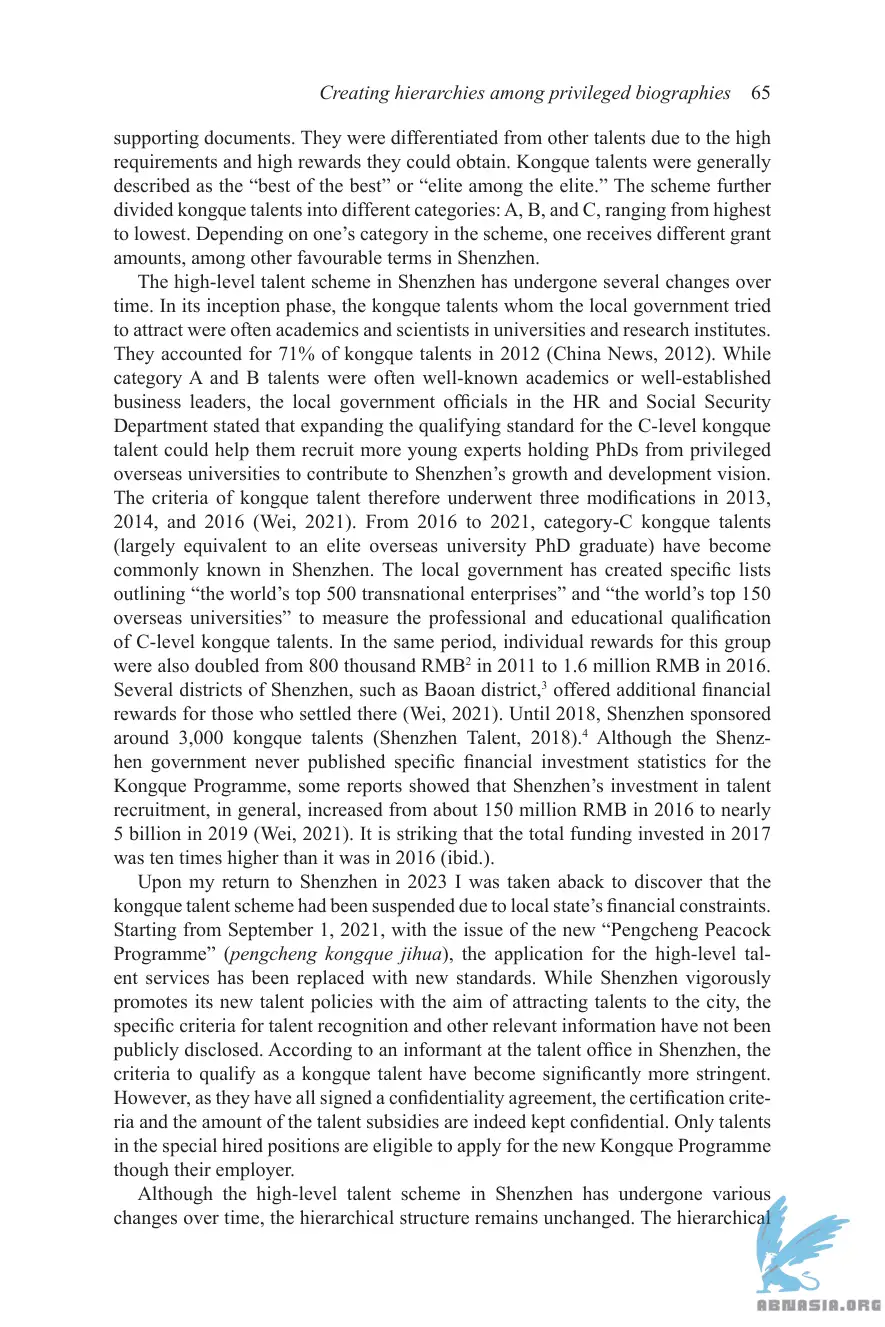 Creating hierarchies among privileged biographies 65
supporting documents. They were differentiated from other talents due to the high
requirements and high rewards they could obtain. Kongque talents were generally
described as the “best of the best” or “elite among the elite.” The scheme further
divided kongque talents into different categories: A, B, and C, ranging from highest
to lowest. Depending on one’s category in the scheme, one receives different grant
amounts, among other favourable terms in Shenzhen.
The high-level talent scheme in Shenzhen has undergone several changes over
time. In its inception phase, the kongque talents whom the local government tried
to attract were often academics and scientists in universities and research institutes.
They accounted for 71% of kongque talents in 2012 (China News, 2012). While
category A and B talents were often well-known academics or well-established
business leaders, the local government officials in the HR and Social Security
Department stated that expanding the qualifying standard for the C-level kongque
talent could help them recruit more young experts holding PhDs from privileged
overseas universities to contribute to Shenzhen’s growth and development vision.
The criteria of kongque talent therefore underwent three modifications in 2013,
2014, and 2016 (Wei, 2021). From 2016 to 2021, category-C kongque talents
(largely equivalent to an elite overseas university PhD graduate) have become
commonly known in Shenzhen. The local government has created specific lists
outlining “the world’s top 500 transnational enterprises” and “the world’s top 150
overseas universities” to measure the professional and educational qualification
of C-level kongque talents. In the same period, individual rewards for this group
were also doubled from 800 thousand RMB² in 2011 to 1.6 million RMB in 2016.
Several districts of Shenzhen, such as Baoan district,³ offered additional financial
rewards for those who settled there (Wei, 2021). Until 2018, Shenzhen sponsored
around 3,000 kongque talents (Shenzhen Talent, 2018).⁴ Although the Shenz-
hen government never published specific financial investment statistics for the
Kongque Programme, some reports showed that Shenzhen’s investment in talent
recruitment, in general, increased from about 150 million RMB in 2016 to nearly
5 billion in 2019 (Wei, 2021). It is striking that the total funding invested in 2017
was ten times higher than it was in 2016 (ibid.).
Upon my return to Shenzhen in 2023 I was taken aback to discover that the
kongque talent scheme had been suspended due to local state’s financial constraints.
Starting from September 1, 2021, with the issue of the new “Pengcheng Peacock
Programme” (pengcheng kongque jihua), the application for the high-level tal-
ent services has been replaced with new standards. While Shenzhen vigorously
promotes its new talent policies with the aim of attracting talents to the city, the
specific criteria for talent recognition and other relevant information have not been
publicly disclosed. According to an informant at the talent office in Shenzhen, the
criteria to qualify as a kongque talent have become significantly more stringent.
However, as they have all signed a confidentiality agreement, the certification crite-
ria and the amount of the talent subsidies are indeed kept confidential. Only talents
in the special hired positions are eligible to apply for the new Kongque Programme
though their employer.
Although the high-level talent scheme in Shenzhen has undergone various
changes over time, the hierarchical structure remains unchanged. The hierarchical
ABNASIA.ORG